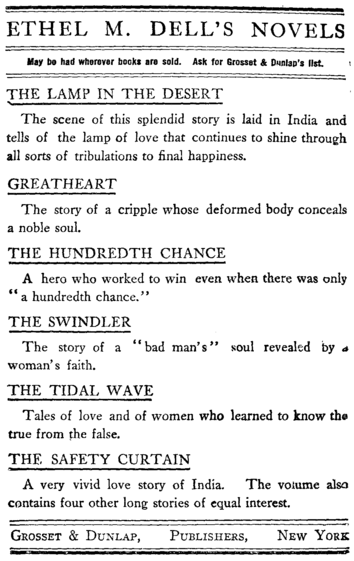 ETHEL M. DELL'S NOVELS
May be had wherever books are sold. Ask for Grosset & Dunlap's list.
THE LAMP IN THE DESERT
The scene of this splendid story is laid in India and
tells of the lamp of love that continues to shine through
all sorts of tribulations to final happiness.
GREATHEART
The story of a cripple whose deformed body conceals
a noble soul.
THE HUNDREDTH CHANCE
A hero who worked to win even when there was only
"a hundredth chance."
THE SWINDLER
The story of a "bad man's" soul revealed by a
woman's faith.
THE TIDAL WAVE
Tales of love and of women who learned to know the
true from the false.
THE SAFETY CURTAIN
A very vivid love story of India. The volume also
contains four other long stories of equal interest.
GROSSET & DUNLAP, PUBLISHERS, NEW YORK